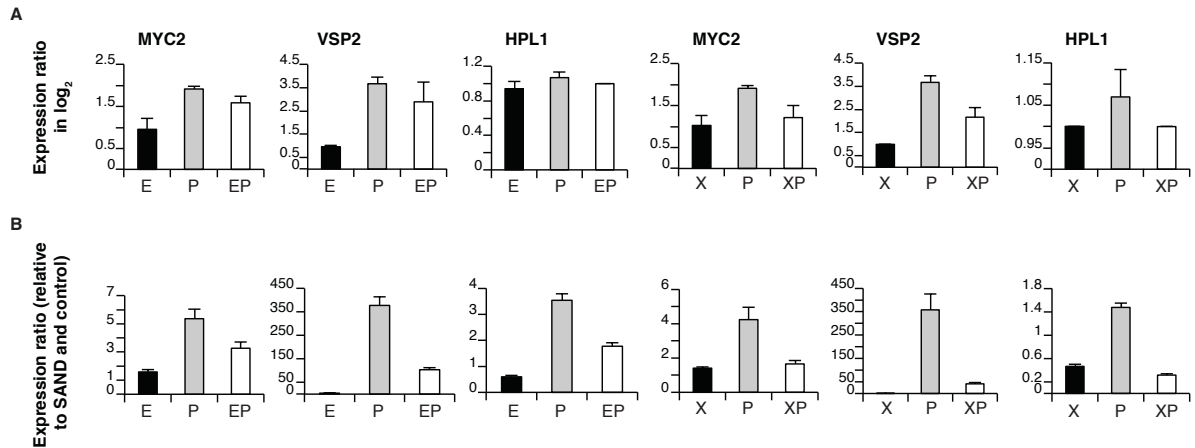 A
MYC2 VSP2 HPL1 MYC2 VSP2 HPL1
Expression ratio
in log2
2.5 4.5 1.2 2.5 4.5 1.15
1.5 3.5 0.8 1.5 3.5 1.05
0.5 2.5 0.4 0.5 2.5 0.95
1.5 0 1.5 0
0.5 0.5
E P EP E P EP E P EP X P XP X P XP X P XP
B
Expression ratio (relative
to SAND and control)
7 450 4 6 450 1.8
5 350 3 4 350 1.4
3 250 2 2 250 1
1 150 1 0 150 0.6
0 50 0 50 0.2
0 0 0
E P EP E P EP E P EP X P XP X P XP X P XP